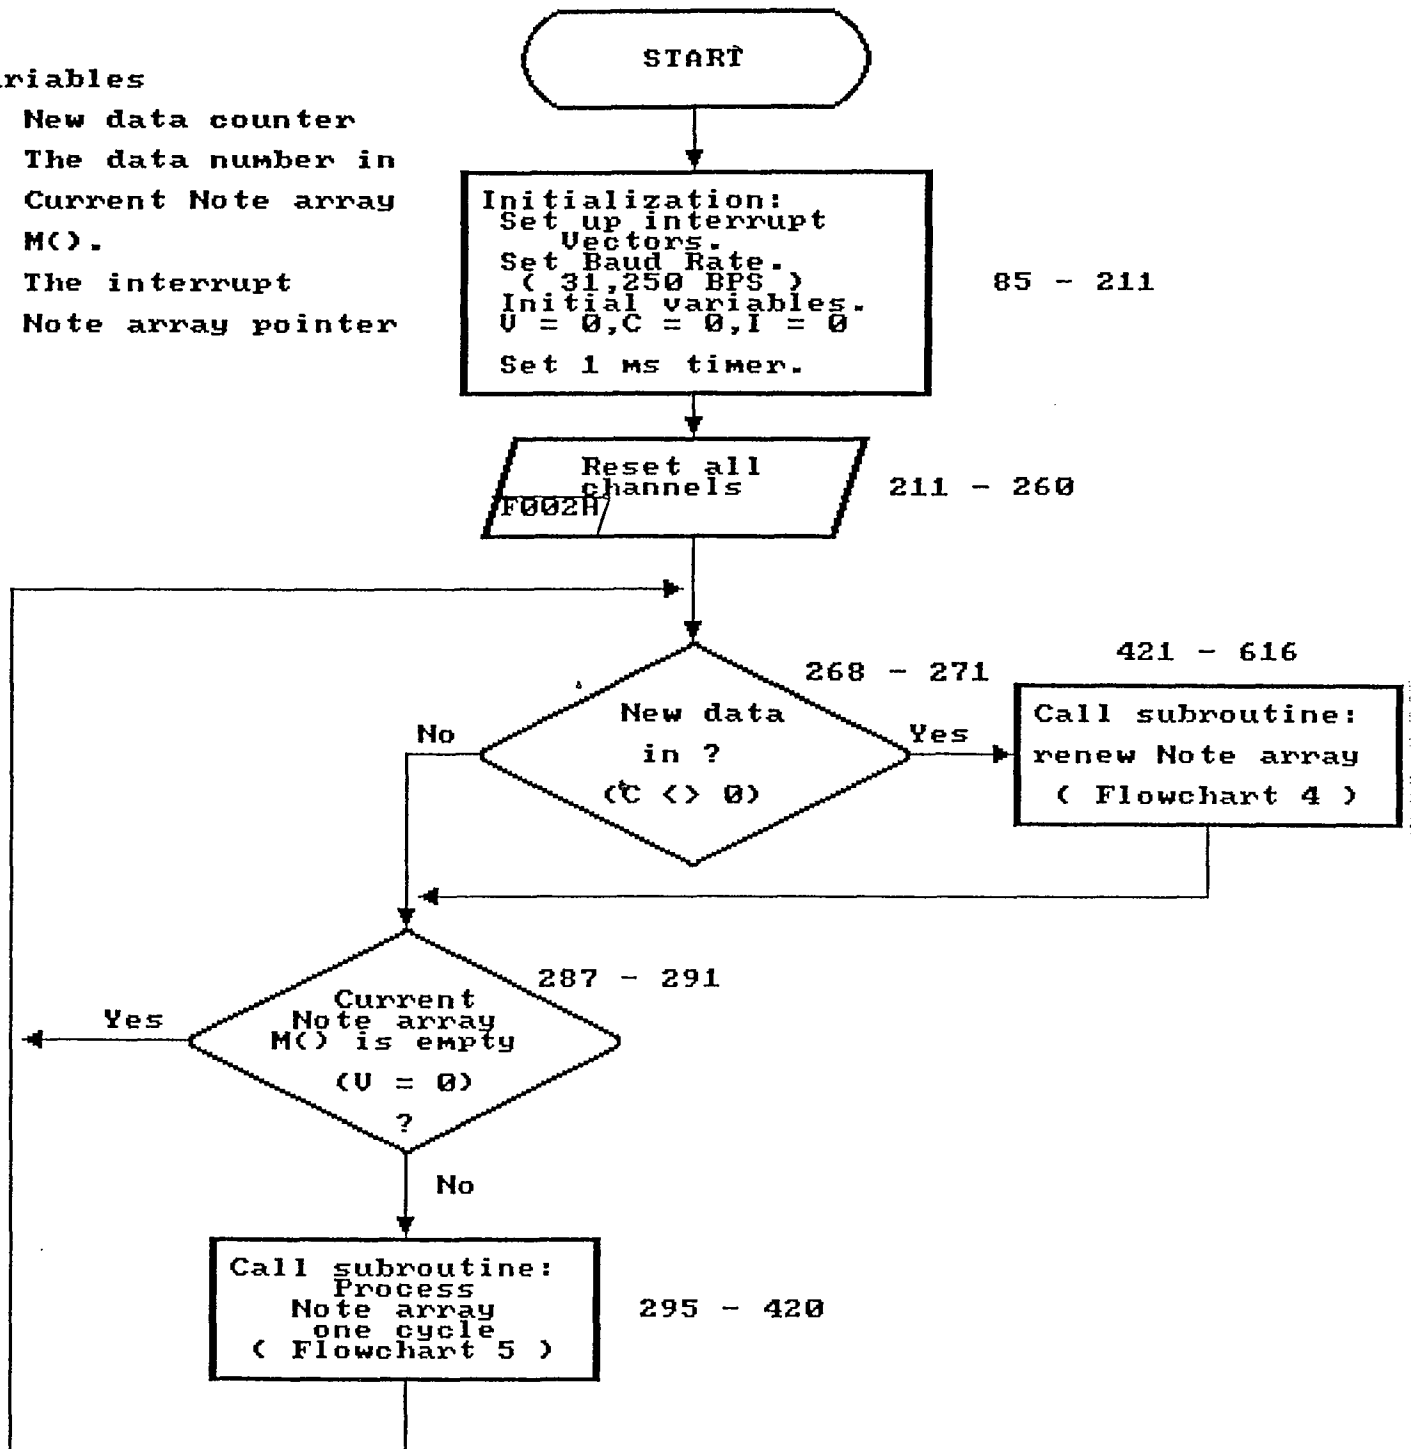 START
ariables
New data counter
The data number in
Current Note array
M().
The interrupt
Note array pointer
Initialization:
Set up interrupt
Vectors.
Set Baud Rate.
( 31,250 BPS )
Initial variables.
V = 0,C = 0,I = 0
Set 1 ms timer.
85 - 211
Reset all
channels
F002H
211 - 260
268 - 271
New data
in ?
(C <> 0)
No
Yes
421 - 616
Call subroutine:
renew Note array
( Flowchart 4 )
287 - 291
Current
Note array
M() is empty
(V = 0)
?
Yes
No
Call subroutine:
Process
Note array
one cycle
( Flowchart 5 )
295 - 420